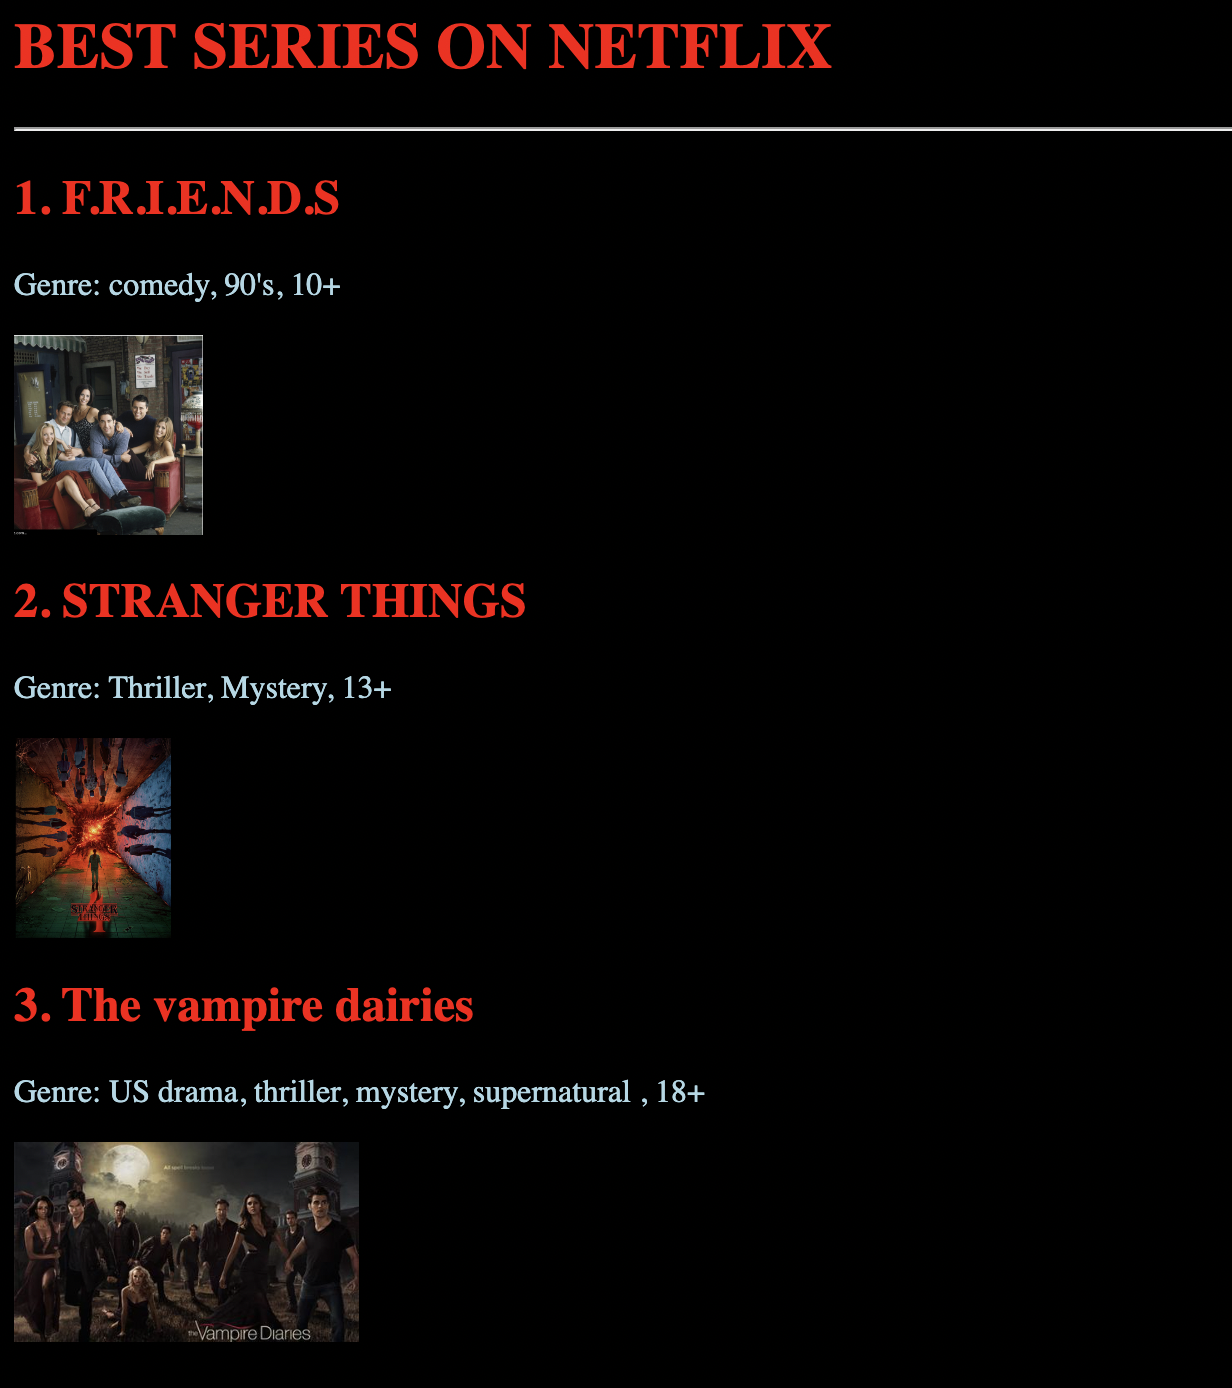 BEST SERIES ON NETFLIX
1. F.R.I.E.N.D.S
Genre: comedy, 90's, 10+
2. STRANGER THINGS
Genre: Thriller, Mystery, 13+
STRANGER
THINGS
4
3. The vampire dairies
Genre: US drama, thriller, mystery, supernatural , 18+
the Vampire Diaries